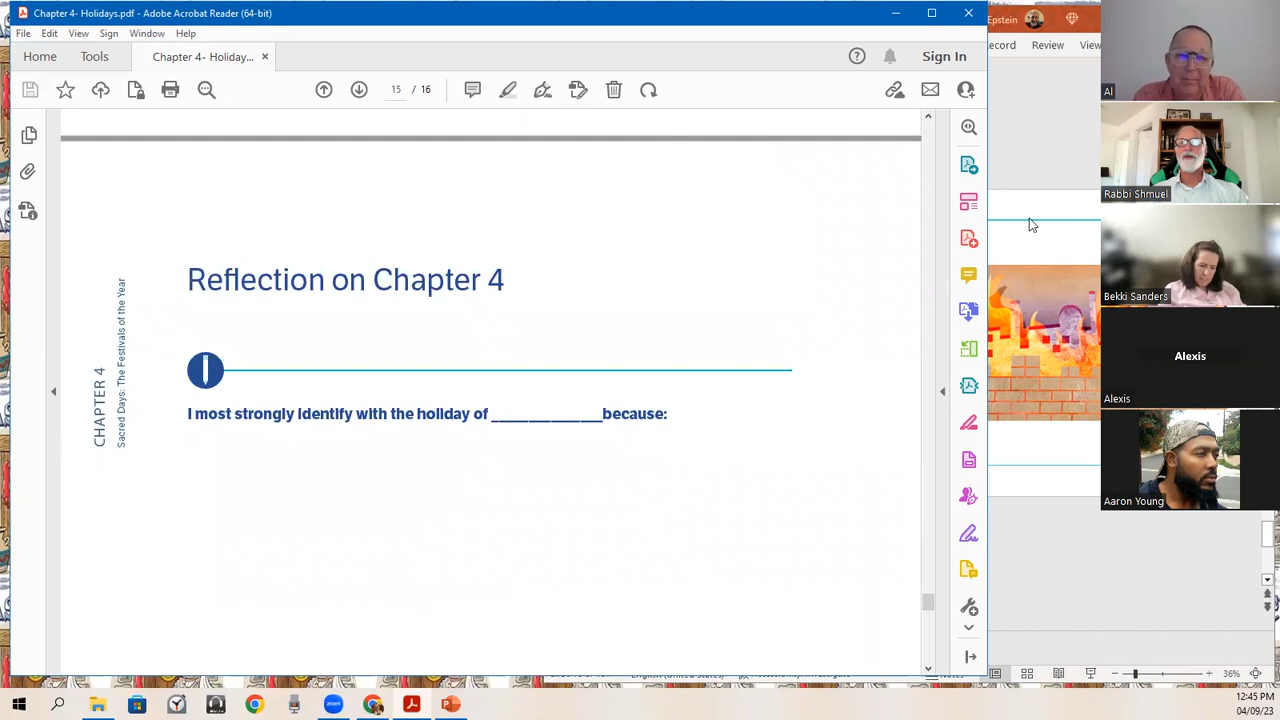 Chapter 4- Holidays.pdf - Adobe Acrobat Reader (64-bit)
File Edit View Sign Window Help
Home Tools Chapter 4- Holiday... × Sign In
15 / 16
Epstein
Review View
Al
Rabbi Shmuel
Bekki Sanders
Alexis
Alexis
Aaron Young
CHAPTER 4
Sacred Days: The Festivals of the Year
Reflection on Chapter 4
I most strongly identify with the holiday of ______________because:
36%
12:45 PM
04/09/23